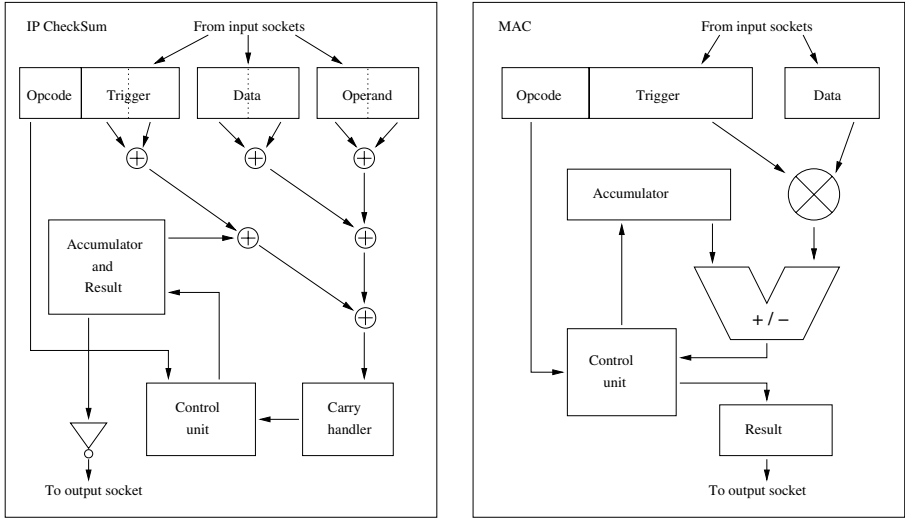 IP CheckSum
From input sockets
Opcode
Trigger
Data
Operand
+
+
+
Accumulator
and
Result
+
+
+
Control
unit
Carry
handler
To output socket
MAC
From input sockets
Opcode
Trigger
Data
Accumulator
+ / −
Control
unit
Result
To output socket